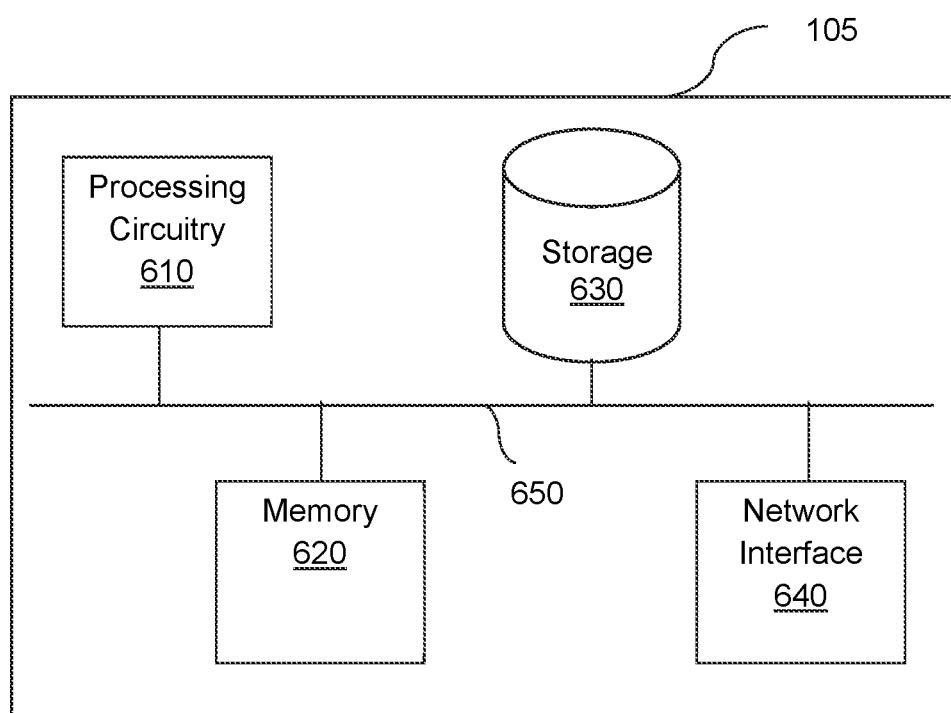 105
Processing
Circuitry
610
Storage
630
650
Memory
620
Network
Interface
640